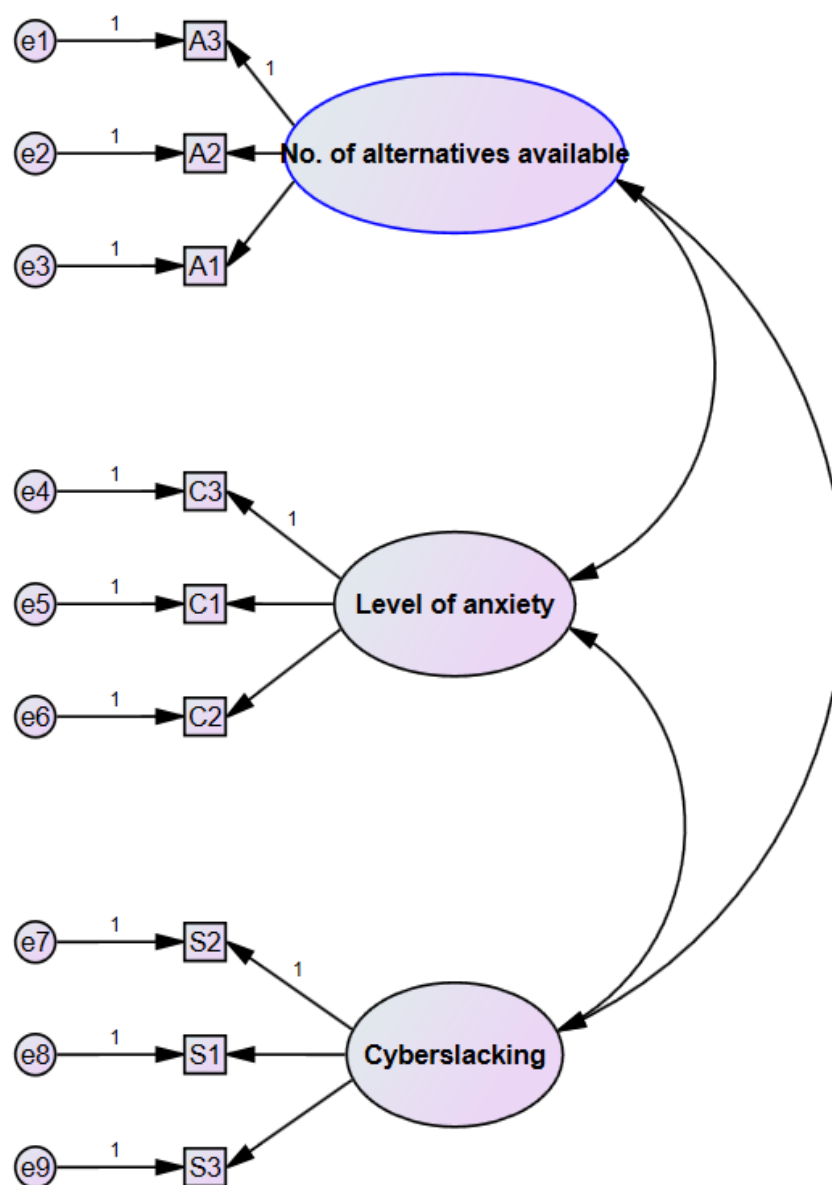 e1 1 A3
1
e2 1 A2 No. of alternatives available
e3 1 A1
e4 1 C3
1
e5 1 C1 Level of anxiety
e6 1 C2
e7 1 S2
1
e8 1 S1 Cyberslacking
e9 1 S3